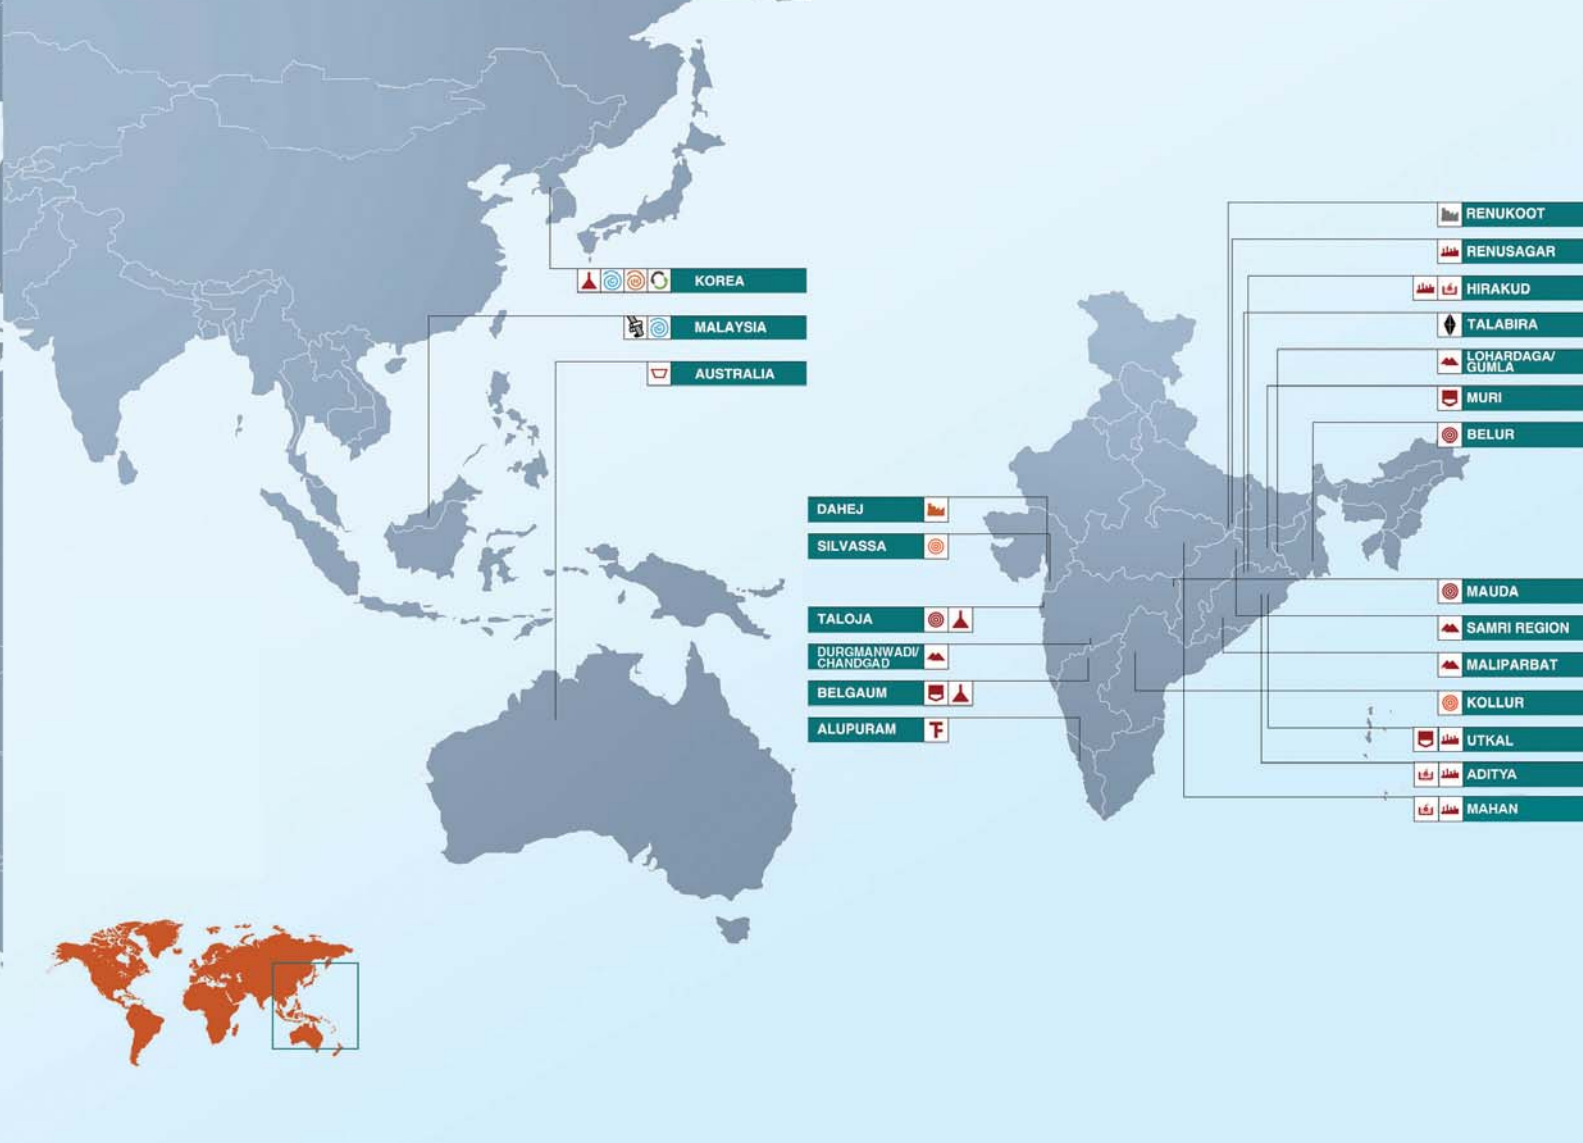 KOREA
MALAYSIA
AUSTRALIA
DAHEJ
SILVASSA
TALOJA
DURGMANWADI/
CHANDGAD
BELGAUM
ALUPURAM
TF
RENUKOOT
RENUSAGAR
HIRAKUD
TALABIRA
LOHARDAGA/
GUMLA
MURI
BELUR
MAUDA
SAMRI REGION
MALIPARBAT
KOLLUR
UTKAL
ADITYA
MAHAN